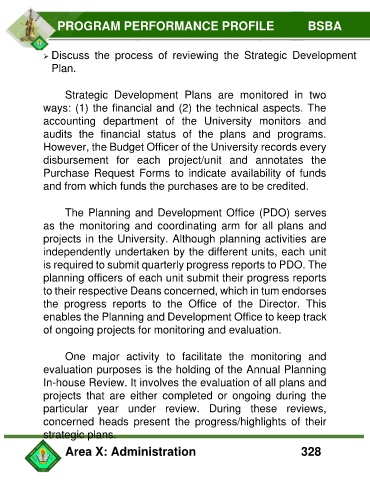 PROGRAM PERFORMANCE PROFILE BSBA
➢ Discuss the process of reviewing the Strategic Development
Plan.
Strategic Development Plans are monitored in two
ways: (1) the financial and (2) the technical aspects. The
accounting department of the University monitors and
audits the financial status of the plans and programs.
However, the Budget Officer of the University records every
disbursement for each project/unit and annotates the
Purchase Request Forms to indicate availability of funds
and from which funds the purchases are to be credited.
The Planning and Development Office (PDO) serves
as the monitoring and coordinating arm for all plans and
projects in the University. Although planning activities are
independently undertaken by the different units, each unit
is required to submit quarterly progress reports to PDO. The
planning officers of each unit submit their progress reports
to their respective Deans concerned, which in tum endorses
the progress reports to the Office of the Director. This
enables the Planning and Development Office to keep track
of ongoing projects for monitoring and evaluation.
One major activity to facilitate the monitoring and
evaluation purposes is the holding of the Annual Planning
In-house Review. It involves the evaluation of all plans and
projects that are either completed or ongoing during the
particular year under review. During these reviews,
concerned heads present the progress/highlights of their
strategic plans.
Area X: Administration 328